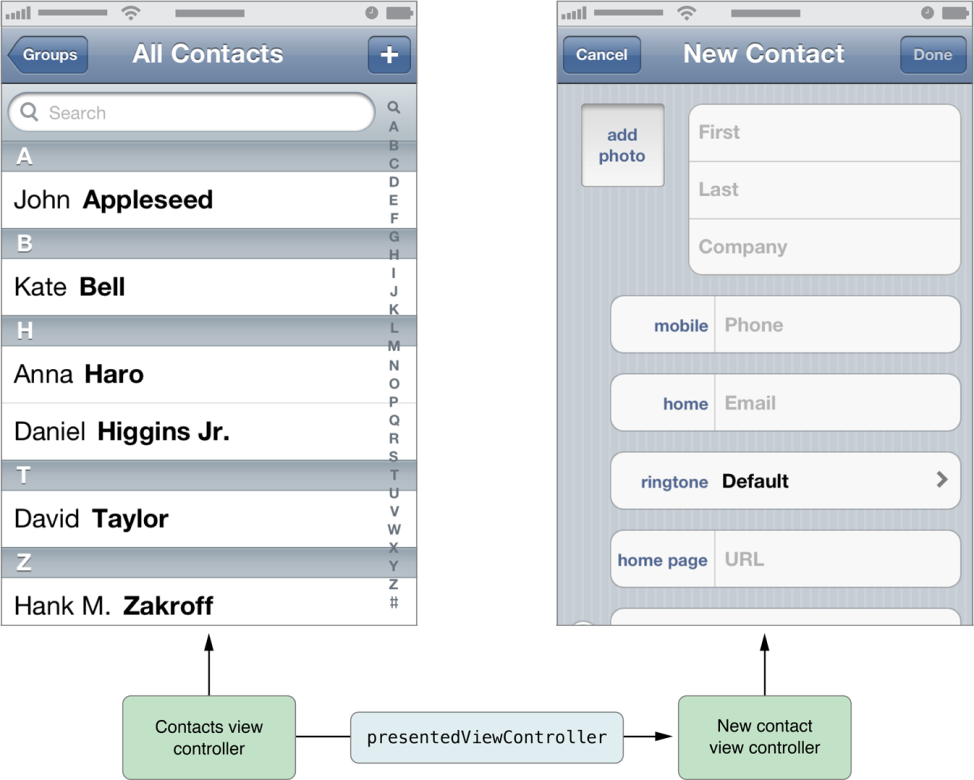 Groups
All Contacts
+
Search
A
B
C
D
E
F
G
H
I
J
K
L
M
N
O
P
Q
R
S
T
U
V
W
X
Y
Z
#
A
John Appleseed
B
Kate Bell
H
Anna Haro
Daniel Higgins Jr.
T
David Taylor
Z
Hank M. Zakroff
Cancel
New Contact
Done
add
photo
First
Last
Company
mobile Phone
home Email
ringtone Default
home page URL
Contacts view
controller
presentedViewController
New contact
view controller